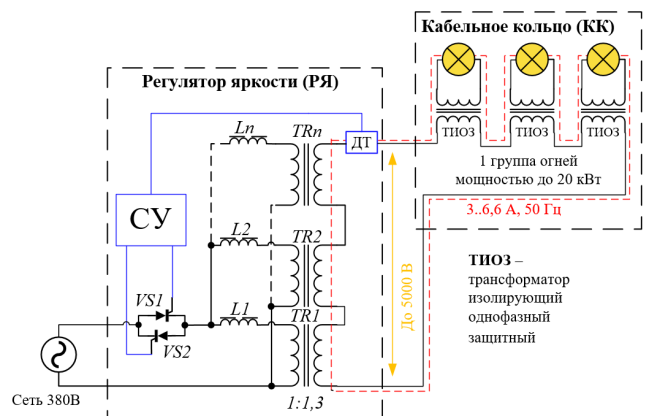 Кабельное кольцо (КК)
Регулятор яркости (РЯ)
Ln
TRn
ДТ
ТИОЗ
ТИОЗ
ТИОЗ
1 группа огней
мощностью до 20 кВт
3..6,6 А, 50 Гц
СУ
L2
TR2
До 5000 В
ТИОЗ –
трансформатор
изолирующий
однофазный
защитный
VS1
L1
TR1
VS2
Сеть 380В
1:1,3